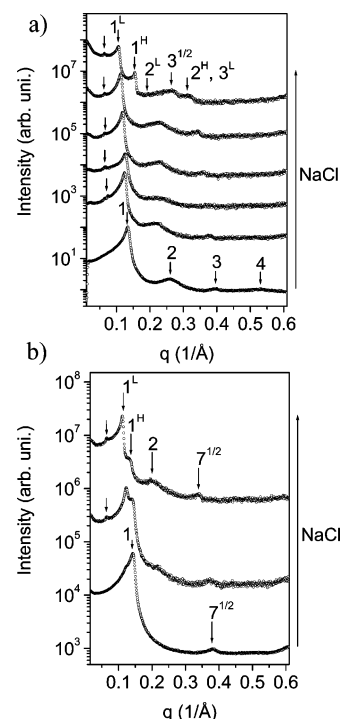 a)
1^L
1^H
2^L
3^1/2
2^H, 3^L
10^7
10^5
10^3
10^1
Intensity (arb. uni.)
NaCl
1
2
3
4
0.1 0.2 0.3 0.4 0.5 0.6
q (1/Å)
b)
10^8
10^7
10^6
10^5
10^4
10^3
Intensity (arb. uni.)
1^L
1^H
2
7^1/2
NaCl
1
7^1/2
0.1 0.2 0.3 0.4 0.5 0.6
q (1/Å)